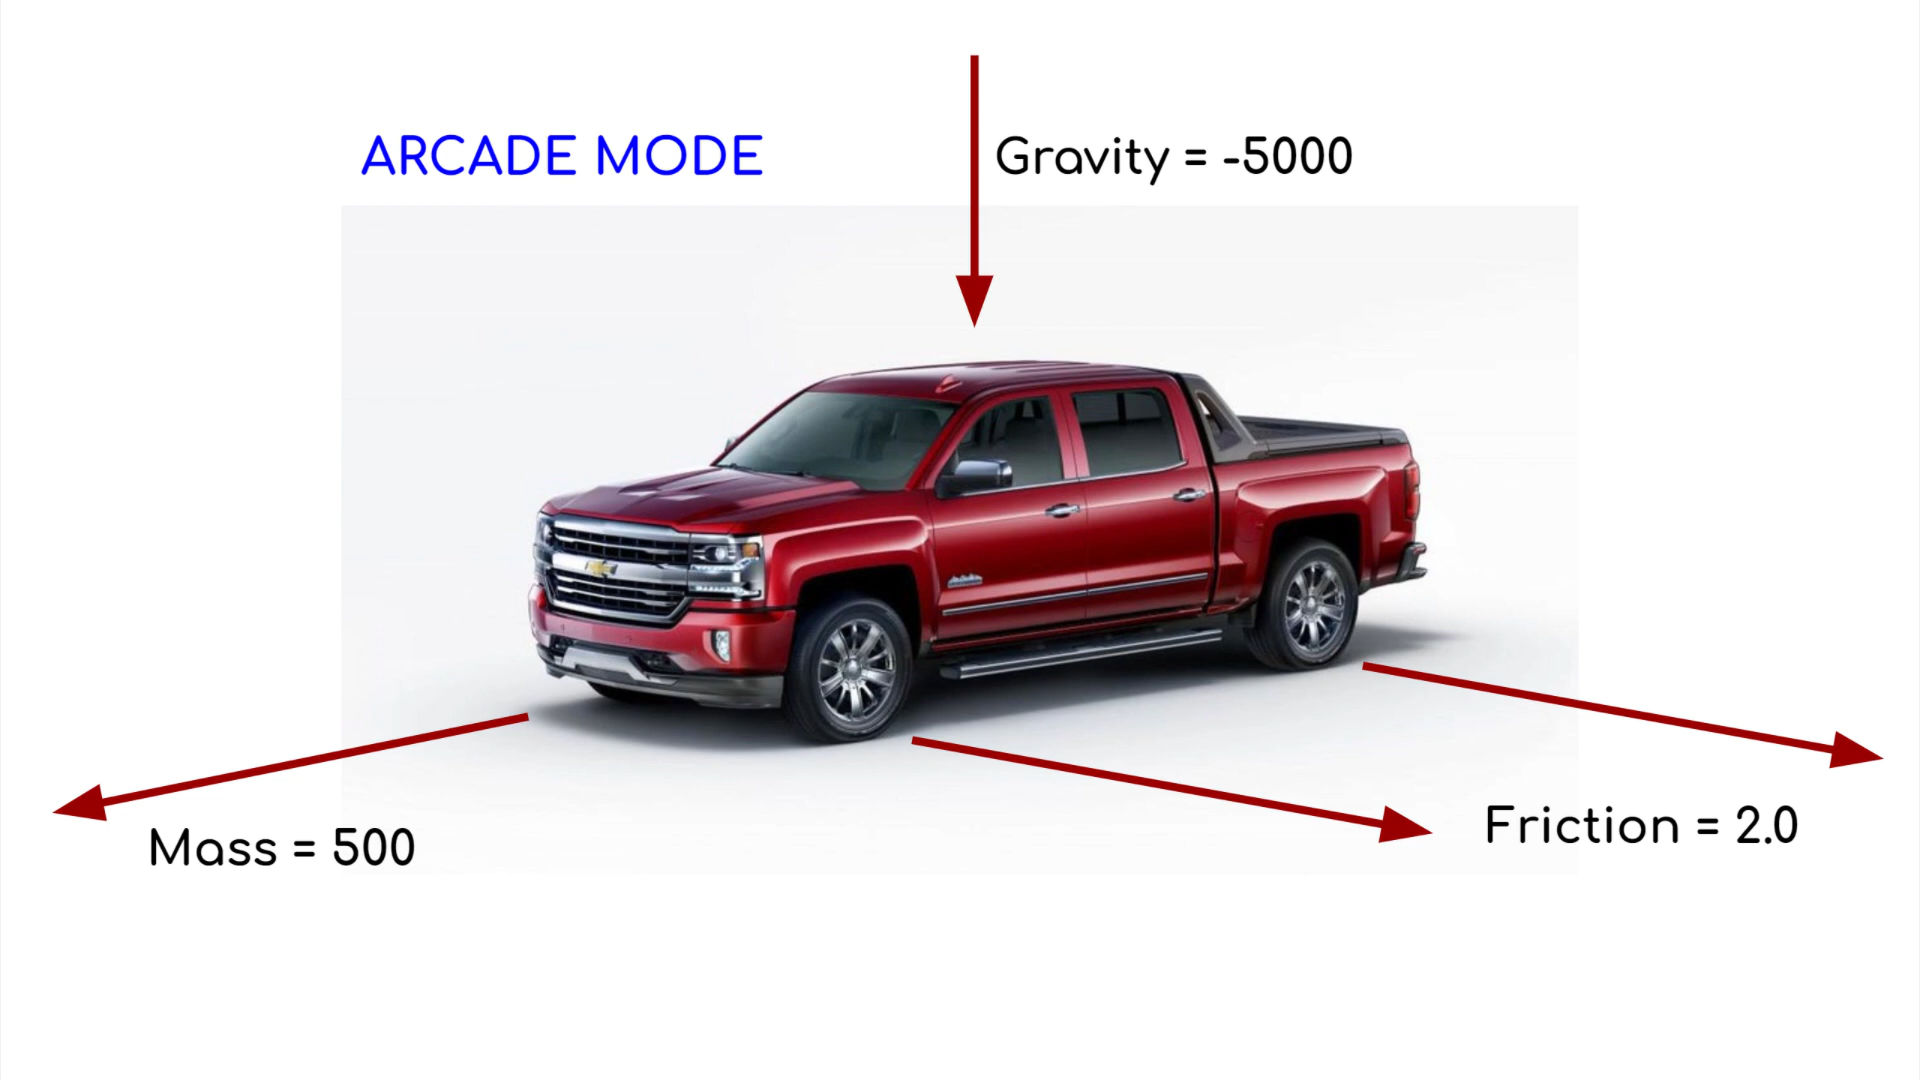 ARCADE MODE
Gravity = -5000
Mass = 500
Friction = 2.0